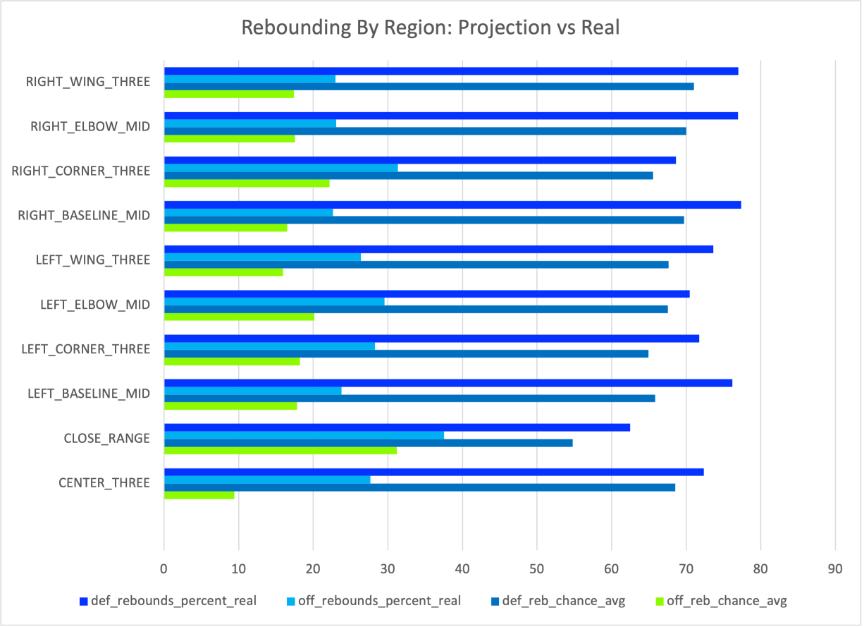 Rebounding By Region: Projection vs Real
RIGHT_WING_THREE
RIGHT_ELBOW_MID
RIGHT_CORNER_THREE
RIGHT_BASELINE_MID
LEFT_WING_THREE
LEFT_ELBOW_MID
LEFT_CORNER_THREE
LEFT_BASELINE_MID
CLOSE_RANGE
CENTER_THREE
0 10 20 30 40 50 60 70 80 90
def_rebounds_percent_real off_rebounds_percent_real def_reb_chance_avg off_reb_chance_avg